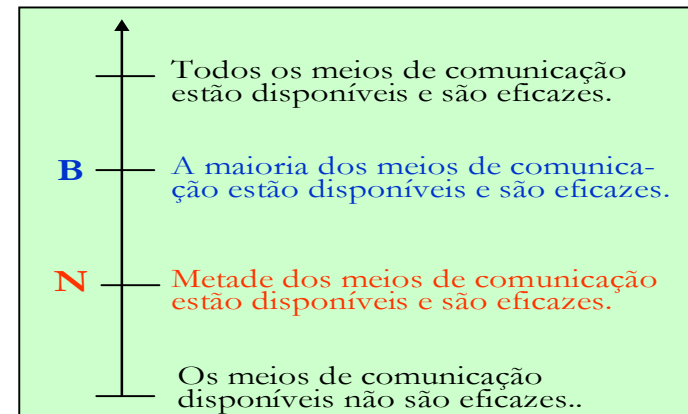 Todos os meios de comunicação
estão disponíveis e são eficazes.
B
A maioria dos meios de comunica-
ção estão disponíveis e são eficazes.
N
Metade dos meios de comunicação
estão disponíveis e são eficazes.
Os meios de comunicação
disponíveis não são eficazes..